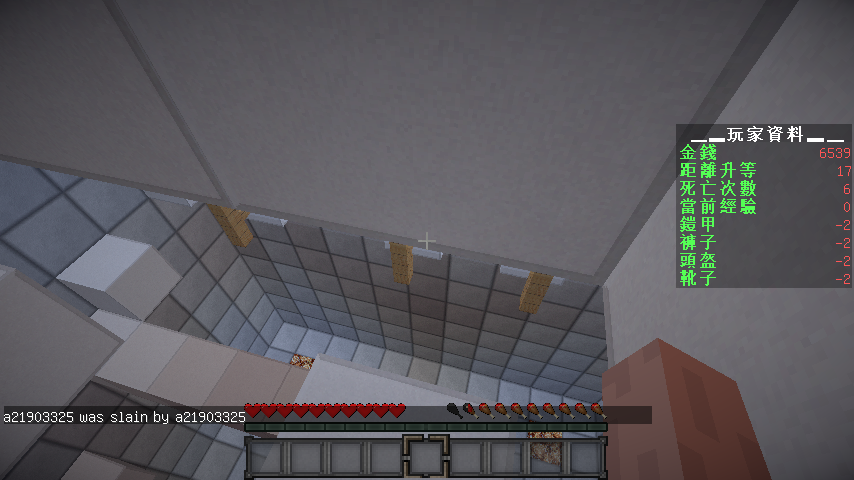 ▁▂玩家資料▂▁
金錢 6539
距離升等 17
死亡次數 6
當前經驗 0
鎧甲 -2
褲子 -2
頭盔 -2
靴子 -2
a21903325 was slain by a21903325